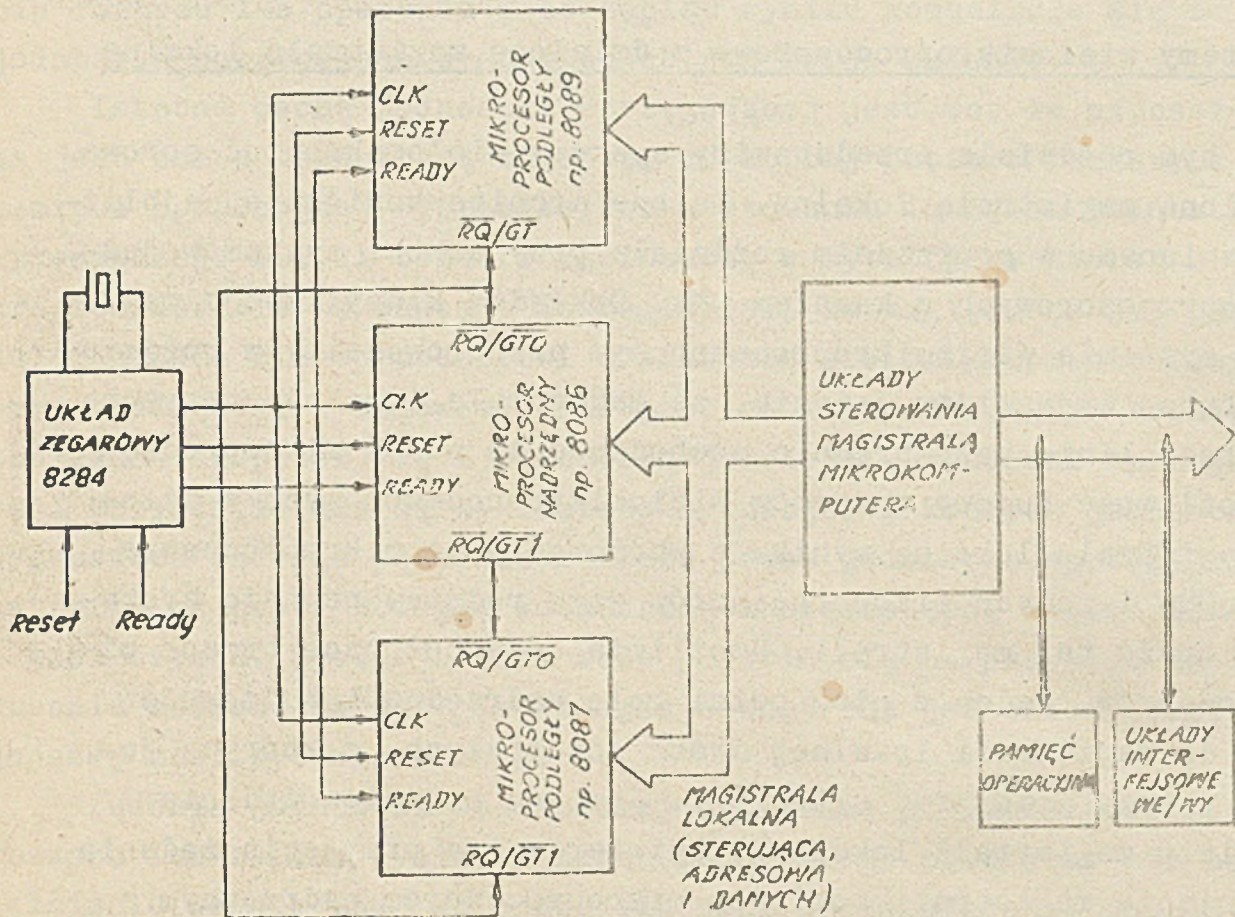 CLK
RESET
READY
MIKRO-
PROCESOR
PODLEGŁY
np. 8089
RQ/GT
UKŁAD
ZEGAROWY
8284
Reset
Ready
RQ/GT0
CLK
RESET
READY
MIKRO-
PROCESOR
NADRZĘDNY
np. 8086
RQ/GT1
UKŁADY
STEROWANIA
MAGISTRALĄ
MIKROKOM-
PUTERA
RQ/GT0
CLK
RESET
READY
MIKRO-
PROCESOR
PODLEGŁY
np. 8087
RQ/GT1
MAGISTRALA
LOKALNA
(STERUJĄCA,
ADRESOWA
I DANYCH)
PAMIĘĆ
OPERACYJNA
UKŁADY
INTER-
FEJSOWE
WE/WY